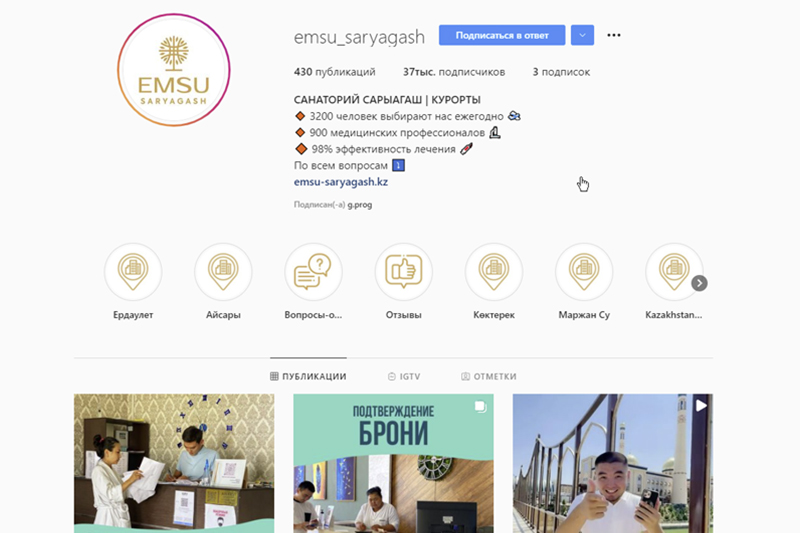 EMSU
SARYAGASH
emsu_saryagash
Подписаться в ответ
430 публикаций 37тыс. подписчиков 3 подписок
САНАТОРИЙ САРЫАГАШ | КУРОРТЫ
3200 человек выбирают нас ежегодно
900 медицинских профессионалов
98% эффективность лечения
По всем вопросам 1
emsu-saryagash.kz
Подписан(-а) g.prog
Ердаулет Айсары Вопросы-о... Отзывы Көктерек Маржан Су Kazakhstan...
ПУБЛИКАЦИИ IGTV ОТМЕТКИ
ПОДТВЕРЖДЕНИЕ
БРОНИ